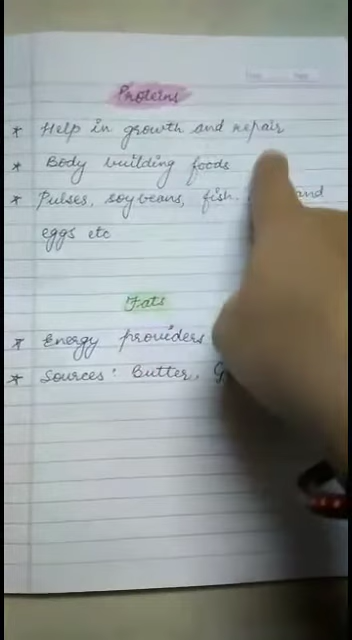 Proteins
* Help in growth and repair
* Body building foods
* Pulses, soybeans, fish. and
eggs etc
Fats
* Energy providers
* Sources: Butter, G